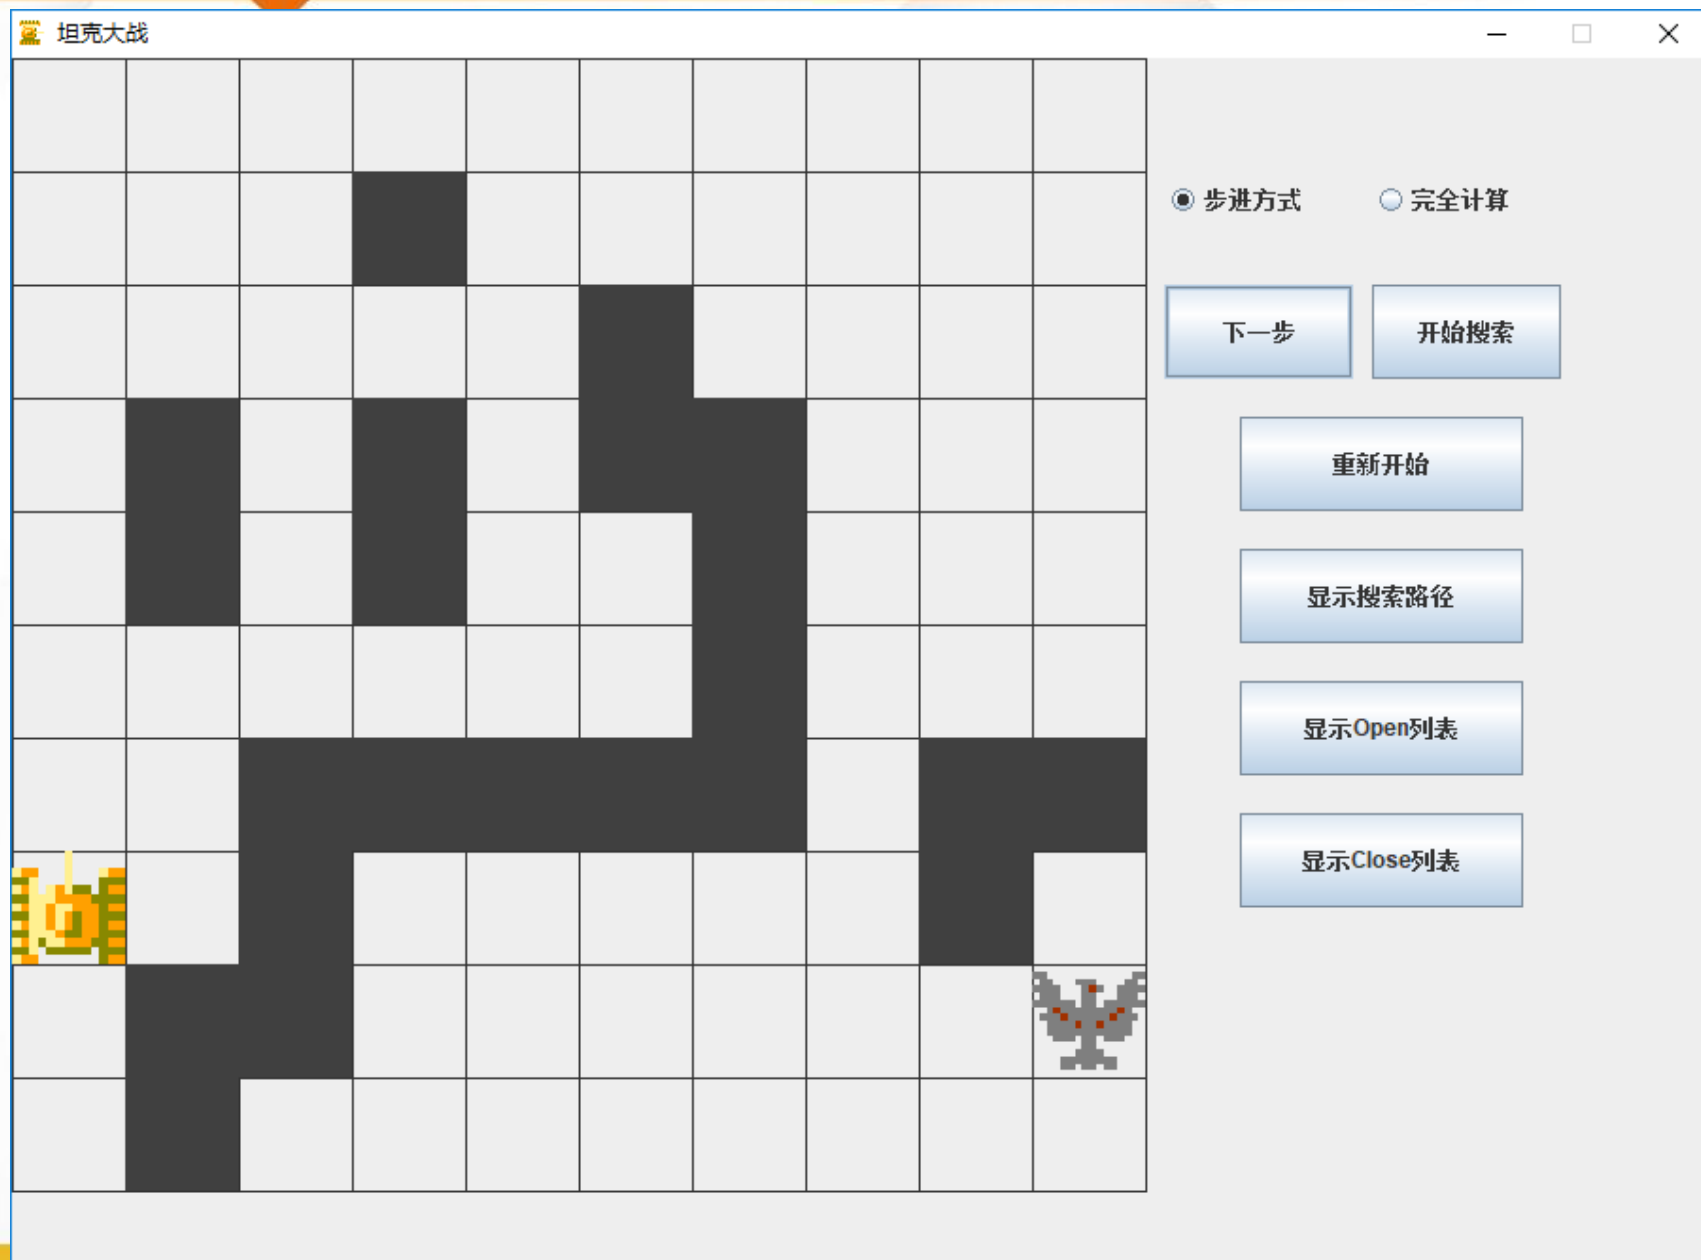 坦克大战
步进方式 完全计算
下一步 开始搜索
重新开始
显示搜索路径
显示Open列表
显示Close列表